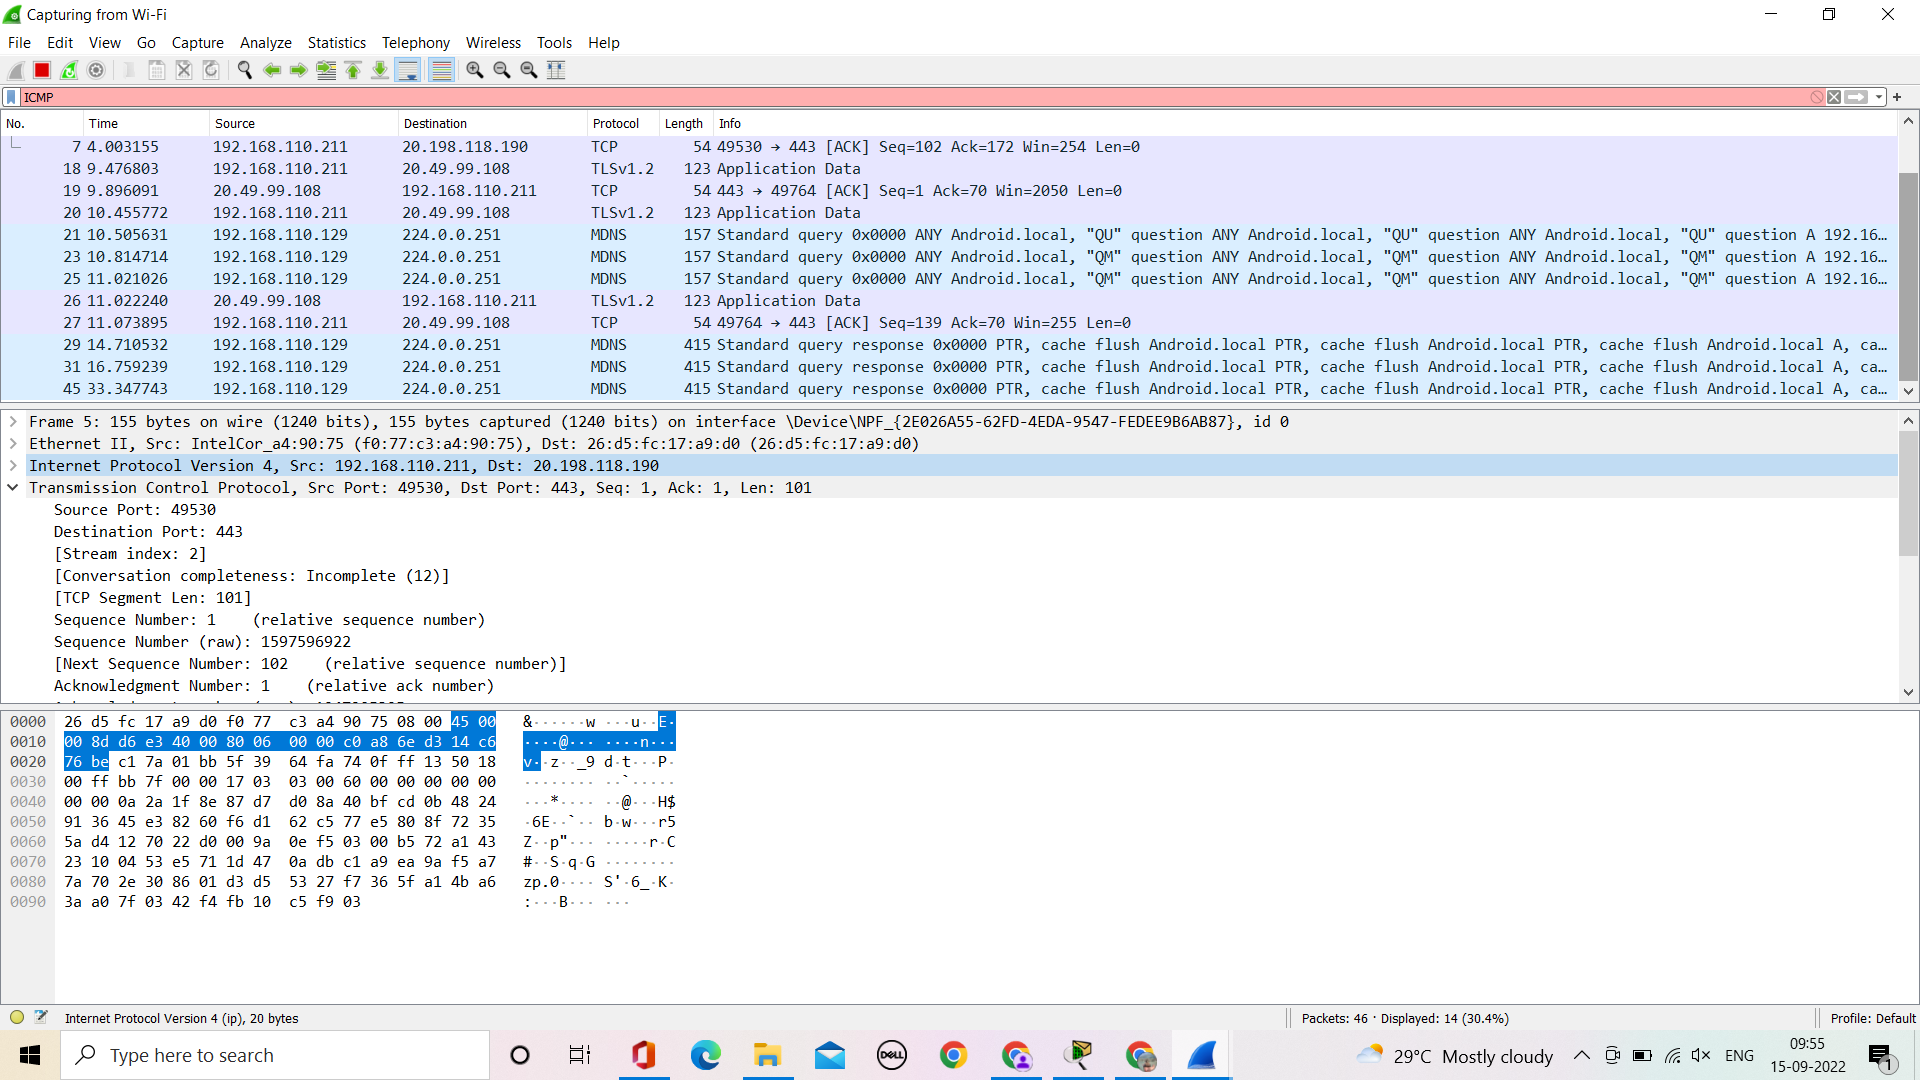 Capturing from Wi-Fi
File Edit View Go Capture Analyze Statistics Telephony Wireless Tools Help
ICMP
No. Time Source Destination Protocol Length Info
7 4.003155 192.168.110.211 20.198.118.190 TCP 54 49530 → 443 [ACK] Seq=102 Ack=172 Win=254 Len=0
18 9.476803 192.168.110.211 20.49.99.108 TLSv1.2 123 Application Data
19 9.896091 20.49.99.108 192.168.110.211 TCP 54 443 → 49764 [ACK] Seq=1 Ack=70 Win=2050 Len=0
20 10.455772 192.168.110.211 20.49.99.108 TLSv1.2 123 Application Data
21 10.505631 192.168.110.129 224.0.0.251 MDNS 157 Standard query 0x0000 ANY Android.local, "QU" question ANY Android.local, "QU" question ANY Android.local, "QU" question A 192.16…
23 10.814714 192.168.110.129 224.0.0.251 MDNS 157 Standard query 0x0000 ANY Android.local, "QM" question ANY Android.local, "QM" question ANY Android.local, "QM" question A 192.16…
25 11.021026 192.168.110.129 224.0.0.251 MDNS 157 Standard query 0x0000 ANY Android.local, "QM" question ANY Android.local, "QM" question ANY Android.local, "QM" question A 192.16…
26 11.022240 20.49.99.108 192.168.110.211 TLSv1.2 123 Application Data
27 11.073895 192.168.110.211 20.49.99.108 TCP 54 49764 → 443 [ACK] Seq=139 Ack=70 Win=255 Len=0
29 14.710532 192.168.110.129 224.0.0.251 MDNS 415 Standard query response 0x0000 PTR, cache flush Android.local PTR, cache flush Android.local PTR, cache flush Android.local A, ca…
31 16.759239 192.168.110.129 224.0.0.251 MDNS 415 Standard query response 0x0000 PTR, cache flush Android.local PTR, cache flush Android.local PTR, cache flush Android.local A, ca…
45 33.347743 192.168.110.129 224.0.0.251 MDNS 415 Standard query response 0x0000 PTR, cache flush Android.local PTR, cache flush Android.local PTR, cache flush Android.local A, ca…
Frame 5: 155 bytes on wire (1240 bits), 155 bytes captured (1240 bits) on interface \Device\NPF_{2E026A55-62FD-4EDA-9547-FEDEE9B6AB87}, id 0
Ethernet II, Src: IntelCor_a4:90:75 (f0:77:c3:a4:90:75), Dst: 26:d5:fc:17:a9:d0 (26:d5:fc:17:a9:d0)
Internet Protocol Version 4, Src: 192.168.110.211, Dst: 20.198.118.190
Transmission Control Protocol, Src Port: 49530, Dst Port: 443, Seq: 1, Ack: 1, Len: 101
Source Port: 49530
Destination Port: 443
[Stream index: 2]
[Conversation completeness: Incomplete (12)]
[TCP Segment Len: 101]
Sequence Number: 1 (relative sequence number)
Sequence Number (raw): 1597596922
[Next Sequence Number: 102 (relative sequence number)]
Acknowledgment Number: 1 (relative ack number)
0000 26 d5 fc 17 a9 d0 f0 77 c3 a4 90 75 08 00 45 00 &······w ···u··E·
0010 00 8d d6 e3 40 00 80 06 00 00 c0 a8 6e d3 14 c6 ····@··· ····n···
0020 76 be c1 7a 01 bb 5f 39 64 fa 74 0f ff 13 50 18 v··z··_9 d·t···P·
0030 00 ff bb 7f 00 00 17 03 03 00 60 00 00 00 00 00 ········ ··`·····
0040 00 00 0a 2a 1f 8e 87 d7 d0 8a 40 bf cd 0b 48 24 ···*···· ··@···H$
0050 91 36 45 e3 82 60 f6 d1 62 c5 77 e5 80 8f 72 35 ·6E··`·· b·w···r5
0060 5a d4 12 70 22 d0 00 9a 0e f5 03 00 b5 72 a1 43 Z··p"··· ·····r·C
0070 23 10 04 53 e5 71 1d 47 0a db c1 a9 ea 9a f5 a7 #··S·q·G ········
0080 7a 70 2e 30 86 01 d3 d5 53 27 f7 36 5f a1 4b a6 zp.0···· S'·6_·K·
0090 3a a0 7f 03 42 f4 fb 10 c5 f9 03 :···B··· ···
Internet Protocol Version 4 (ip), 20 bytes Packets: 46 · Displayed: 14 (30.4%) Profile: Default
Type here to search DELL 29°C Mostly cloudy ENG 09:55
15-09-2022 1